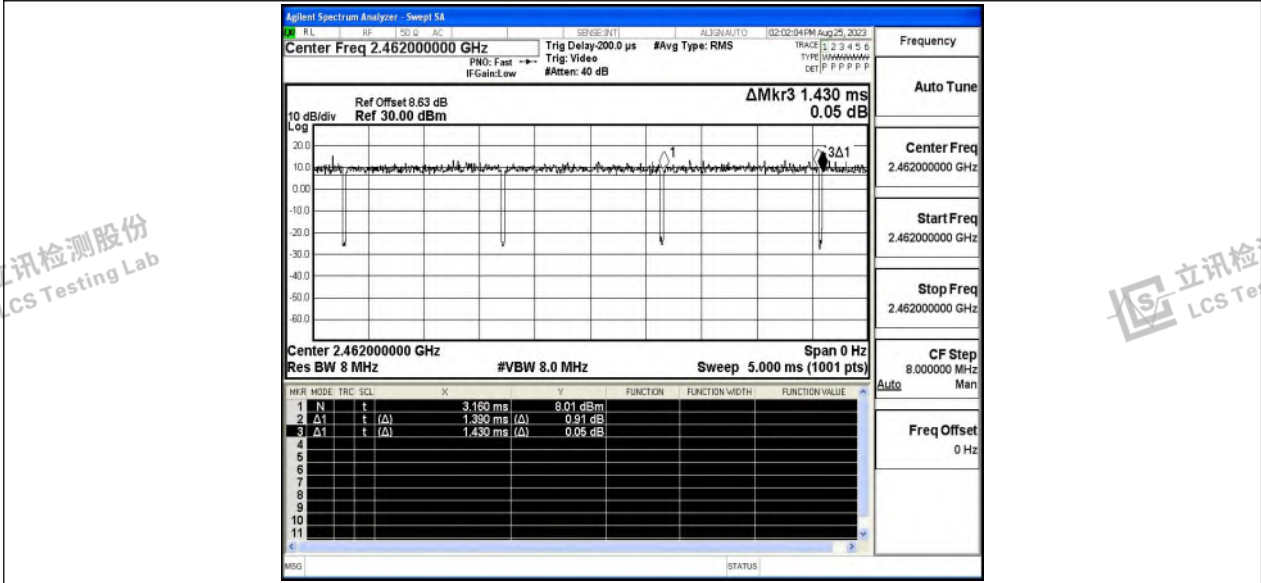 Agilent Spectrum Analyzer - Swept SA
RL RF 50 Ω AC SENSE:INT ALIGNAUTO 02:02:04 PM Aug 25, 2023
Center Freq 2.462000000 GHz
PNO: Fast
IFGain:Low
Trig Delay-200.0 µs
Trig: Video
#Atten: 40 dB
#Avg Type: RMS
TRACE 1 2 3 4 5 6
TYPE
DET P P P P P P
Frequency
Auto Tune
Center Freq
2.462000000 GHz
Start Freq
2.462000000 GHz
Stop Freq
2.462000000 GHz
CF Step
8.000000 MHz
Auto Man
Freq Offset
0 Hz
ΔMkr3 1.430 ms
0.05 dB
Ref Offset 8.63 dB
10 dB/div Ref 30.00 dBm
Log
20.0
10.0
0.00
-10.0
-20.0
-30.0
-40.0
-50.0
-60.0
1
3Δ1
Center 2.462000000 GHz Span 0 Hz
Res BW 8 MHz #VBW 8.0 MHz Sweep 5.000 ms (1001 pts)
MKR MODE TRC SCL X Y FUNCTION FUNCTION WIDTH FUNCTION VALUE
1 N t 3.160 ms 8.01 dBm
2 Δ1 t (Δ) 1.390 ms (Δ) 0.91 dB
3 Δ1 t (Δ) 1.430 ms (Δ) 0.05 dB
4
5
6
7
8
9
10
11
MSG STATUS
讯检测股份
LCS Testing Lab
LCS
立讯检
LCS